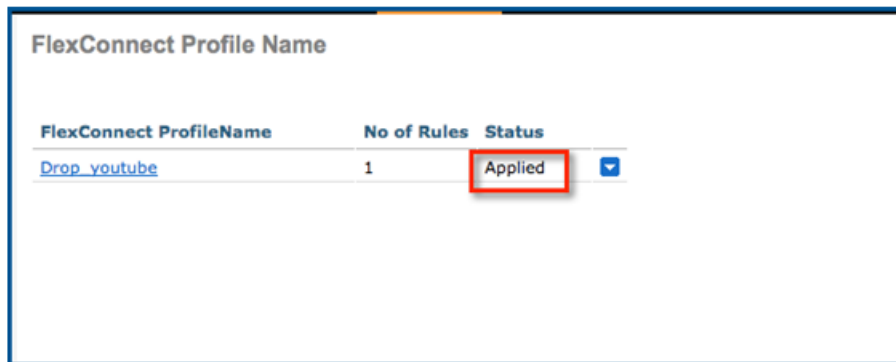 FlexConnect Profile Name
FlexConnect ProfileName No of Rules Status
Drop_youtube 1 Applied